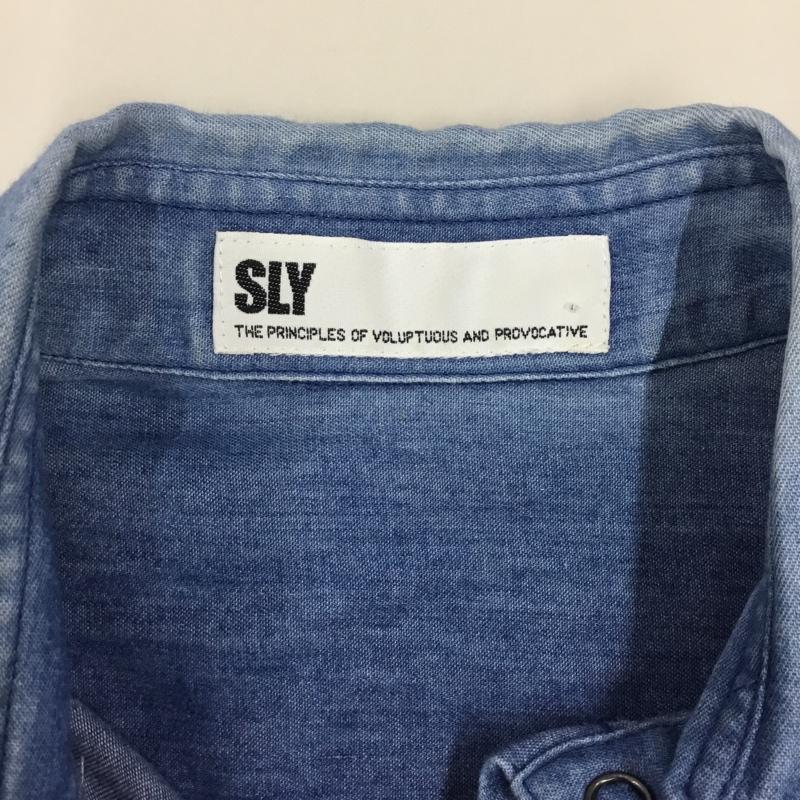 SLY
THE PRINCIPLES OF VOLUPTUOUS AND PROVOCATIVE